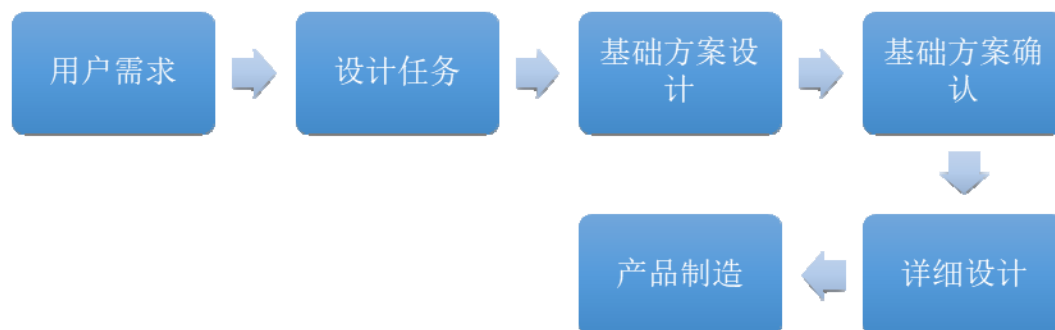 用户需求
设计任务
基础方案设
计
基础方案确
认
详细设计
产品制造